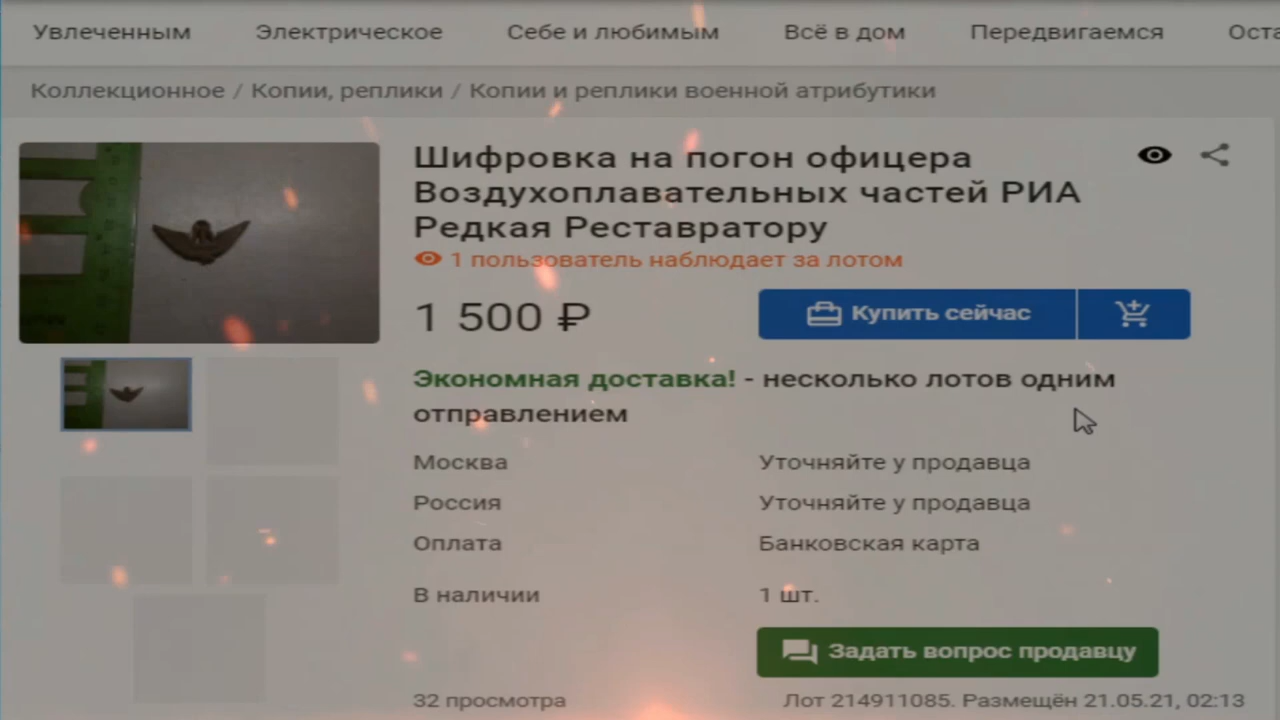 Увлеченным Электрическое Себе и любимым Всё в дом Передвигаемся Оста
Коллекционное / Копии, реплики / Копии и реплики военной атрибутики
Шифровка на погон офицера
Воздухоплавательных частей РИА
Редкая Реставратору
1 пользователь наблюдает за лотом
1 500 ₽ Купить сейчас
Экономная доставка! - несколько лотов одним
отправлением
Москва Уточняйте у продавца
Россия Уточняйте у продавца
Оплата Банковская карта
В наличии 1 шт.
Задать вопрос продавцу
32 просмотра Лот 214911085. Размещён 21.05.21, 02:13